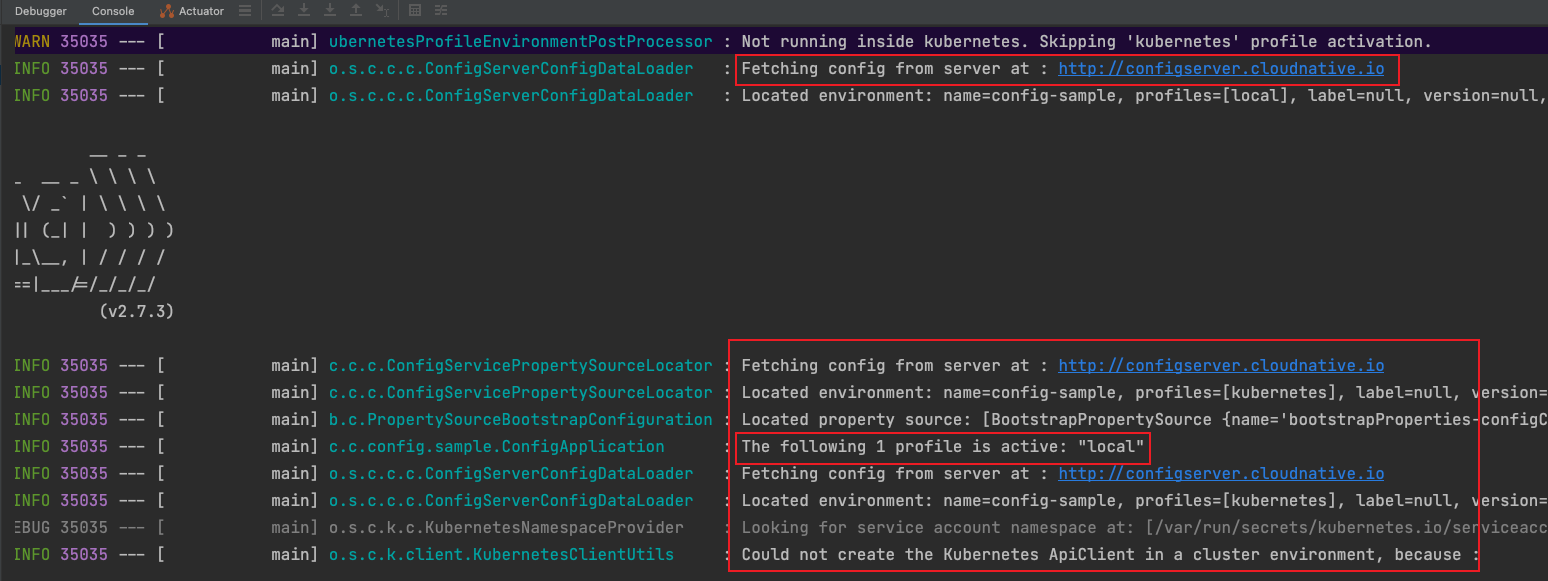 Debugger Console Actuator
WARN 35035 --- [ main] ubernetesProfileEnvironmentPostProcessor : Not running inside kubernetes. Skipping 'kubernetes' profile activation.
INFO 35035 --- [ main] o.s.c.c.c.ConfigServerConfigDataLoader : Fetching config from server at : http://configserver.cloudnative.io
INFO 35035 --- [ main] o.s.c.c.c.ConfigServerConfigDataLoader : Located environment: name=config-sample, profiles=[local], label=null, version=null,
__ _ _
_ __ _ \ \ \ \
\/ _` | \ \ \ \
|| (_| | ) ) ) )
|_\__, | / / / /
==|___/=/_/_/_/
(v2.7.3)
INFO 35035 --- [ main] c.c.c.ConfigServicePropertySourceLocator : Fetching config from server at : http://configserver.cloudnative.io
INFO 35035 --- [ main] c.c.c.ConfigServicePropertySourceLocator : Located environment: name=config-sample, profiles=[kubernetes], label=null, version=
INFO 35035 --- [ main] b.c.PropertySourceBootstrapConfiguration : Located property source: [BootstrapPropertySource {name='bootstrapProperties-configC
INFO 35035 --- [ main] c.c.config.sample.ConfigApplication : The following 1 profile is active: "local"
INFO 35035 --- [ main] o.s.c.c.c.ConfigServerConfigDataLoader : Fetching config from server at : http://configserver.cloudnative.io
INFO 35035 --- [ main] o.s.c.c.c.ConfigServerConfigDataLoader : Located environment: name=config-sample, profiles=[kubernetes], label=null, version=
EBUG 35035 --- [ main] o.s.c.k.c.KubernetesNamespaceProvider : Looking for service account namespace at: [/var/run/secrets/kubernetes.io/serviceacc
INFO 35035 --- [ main] o.s.c.k.client.KubernetesClientUtils : Could not create the Kubernetes ApiClient in a cluster environment, because :